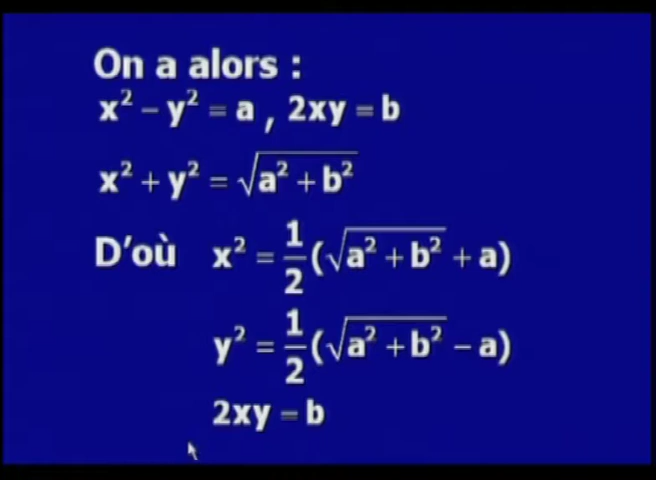 On a alors :
x² − y² = a , 2xy = b
x² + y² = √(a² + b²)
D'où x² = 1/2 (√(a² + b²) + a)
y² = 1/2 (√(a² + b²) − a)
2xy = b